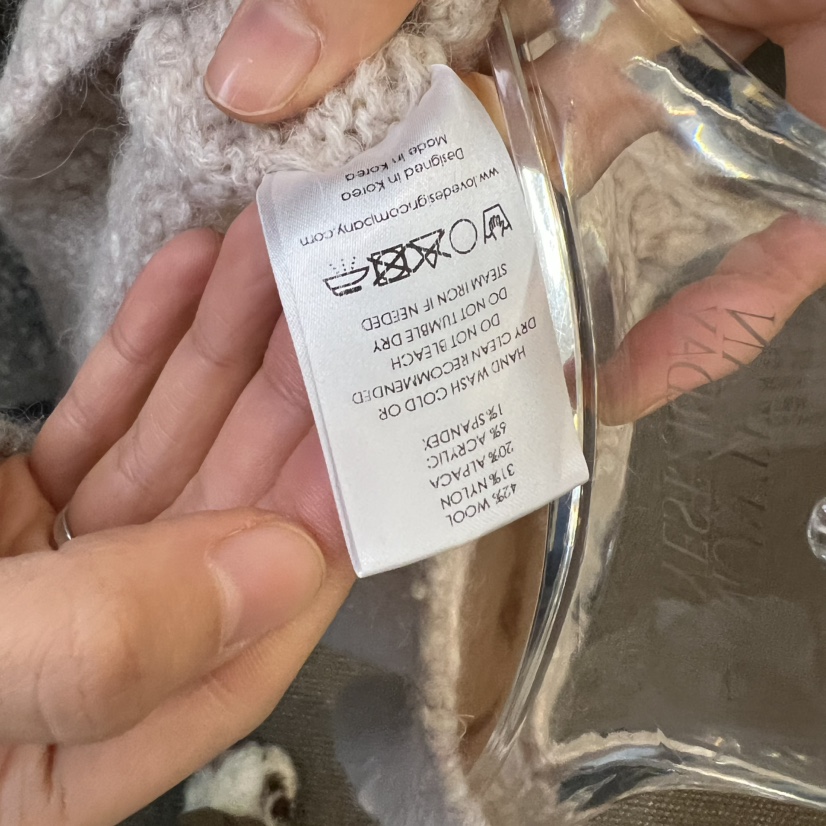 42% WOOL
31% NYLON
20% ALPACA
6% ACRYLIC
1% SPANDEX
HAND WASH COLD OR
DRY CLEAN RECOMMENDED
DO NOT BLEACH
DO NOT TUMBLE DRY
STEAM IRON IF NEEDED
www.lovedesigncompany.com
Designed in Korea
Made in Korea